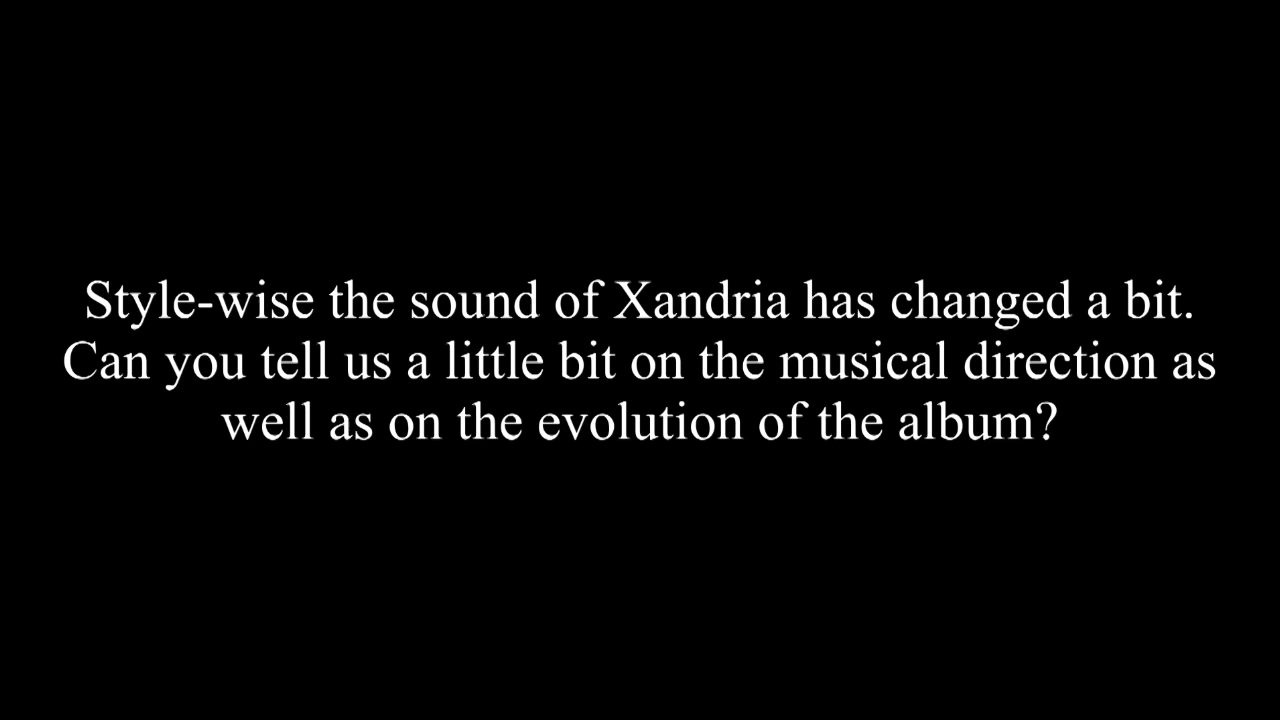 Style-wise the sound of Xandria has changed a bit.
Can you tell us a little bit on the musical direction as
well as on the evolution of the album?